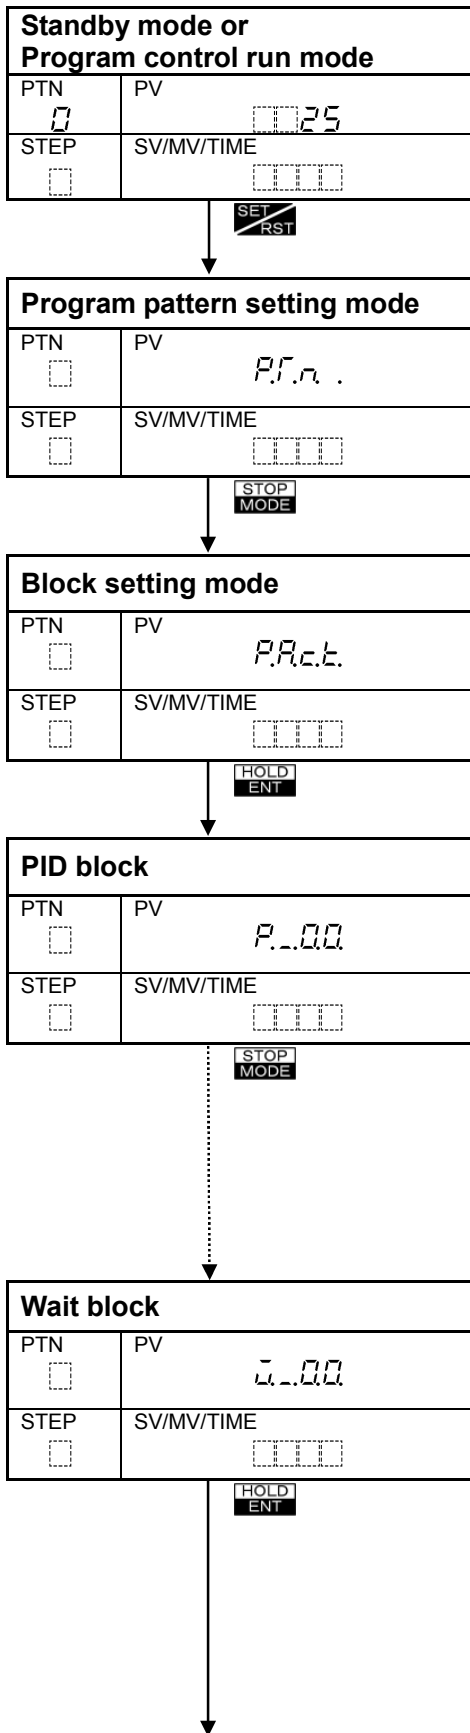 Standby mode or
Program control run mode
PTN PV
0 25
STEP SV/MV/TIME
SET
RST
Program pattern setting mode
PTN PV
P.T.n. .
STEP SV/MV/TIME
STOP
MODE
Block setting mode
PTN PV
P.A.c.t.
STEP SV/MV/TIME
HOLD
ENT
PID block
PTN PV
P._.0.0.
STEP SV/MV/TIME
STOP
MODE
Wait block
PTN PV
_.0.0.
STEP SV/MV/TIME
HOLD
ENT